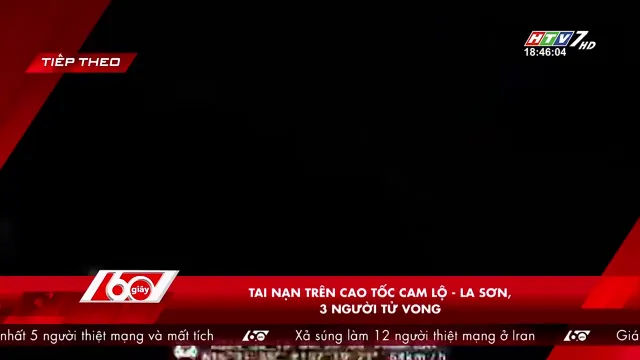 TIẾP THEO
HTV7 HD
18:46:04
60 giây
TAI NẠN TRÊN CAO TỐC CAM LỘ - LA SƠN,
3 NGƯỜI TỬ VONG
nhất 5 người thiệt mạng và mất tích 60 Xả súng làm 12 người thiệt mạng ở Iran 60 Giá